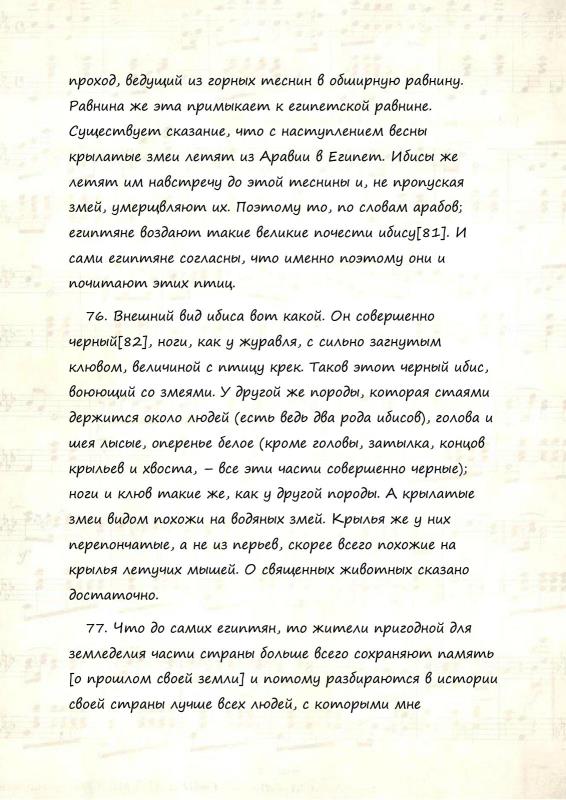 проход, ведущий из горных теснин в обширную равнину.
Равнина же эта примыкает к египетской равнине.
Существует сказание, что с наступлением весны
крылатые змеи летят из Аравии в Египет. Ибисы же
летят им навстречу до этой теснины и, не пропуская
змей, умерщвляют их. Поэтому то, по словам арабов;
египтяне воздают такие великие почести ибису[81]. И
сами египтяне согласны, что именно поэтому они и
почитают этих птиц.
76. Внешний вид ибиса вот какой. Он совершенно
черный[82], ноги, как у журавля, с сильно загнутым
клювом, величиной с птицу крек. Таков этот черный ибис,
воюющий со змеями. У другой же породы, которая стаями
держится около людей (есть ведь два рода ибисов), голова и
шея лысые, оперенье белое (кроме головы, затылка, концов
крыльев и хвоста, – все эти части совершенно черные);
ноги и клюв такие же, как у другой породы. А крылатые
змеи видом похожи на водяных змей. Крылья же у них
перепончатые, а не из перьев, скорее всего похожие на
крылья летучих мышей. О священных животных сказано
достаточно.
77. Что до самих египтян, то жители пригодной для
земледелия части страны больше всего сохраняют память
[о прошлом своей земли] и потому разбираются в истории
своей страны лучше всех людей, с которыми мне